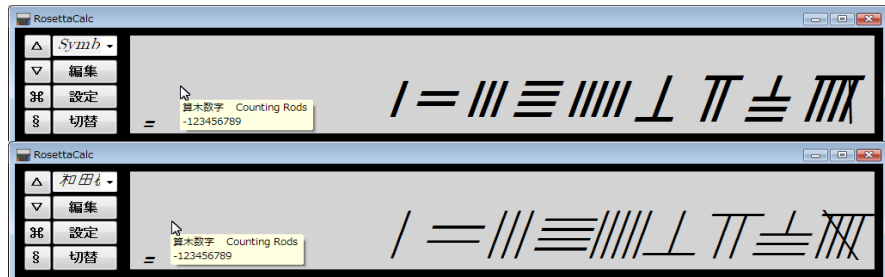 RosettaCalc
Symb
編集
設定
切替
算木数字 Counting Rods
-123456789
=
RosettaCalc
和田
編集
設定
切替
算木数字 Counting Rods
-123456789
=